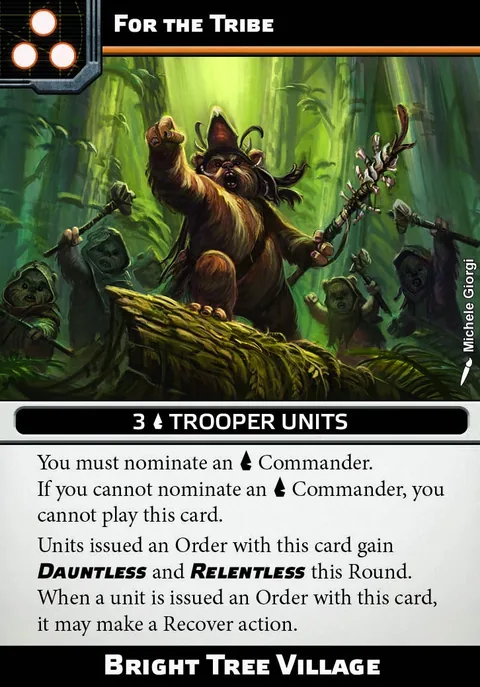 For the Tribe
Michele Giorgi
3 TROOPER UNITS
You must nominate an Commander.
If you cannot nominate an Commander, you
cannot play this card.
Units issued an Order with this card gain
Dauntless and Relentless this Round.
When a unit is issued an Order with this card,
it may make a Recover action.
Bright Tree Village